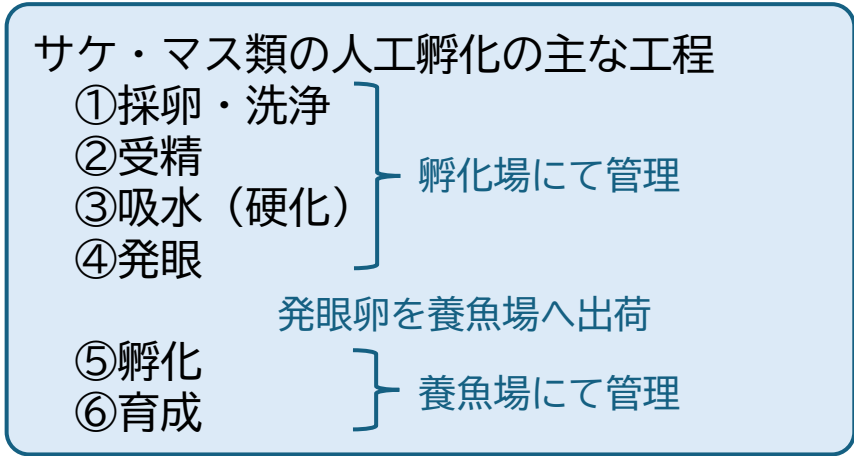 サケ・マス類の人工孵化の主な工程
①採卵・洗浄
②受精
孵化場にて管理
③吸水（硬化）
④発眼
発眼卵を養魚場へ出荷
⑤孵化
養魚場にて管理
⑥育成